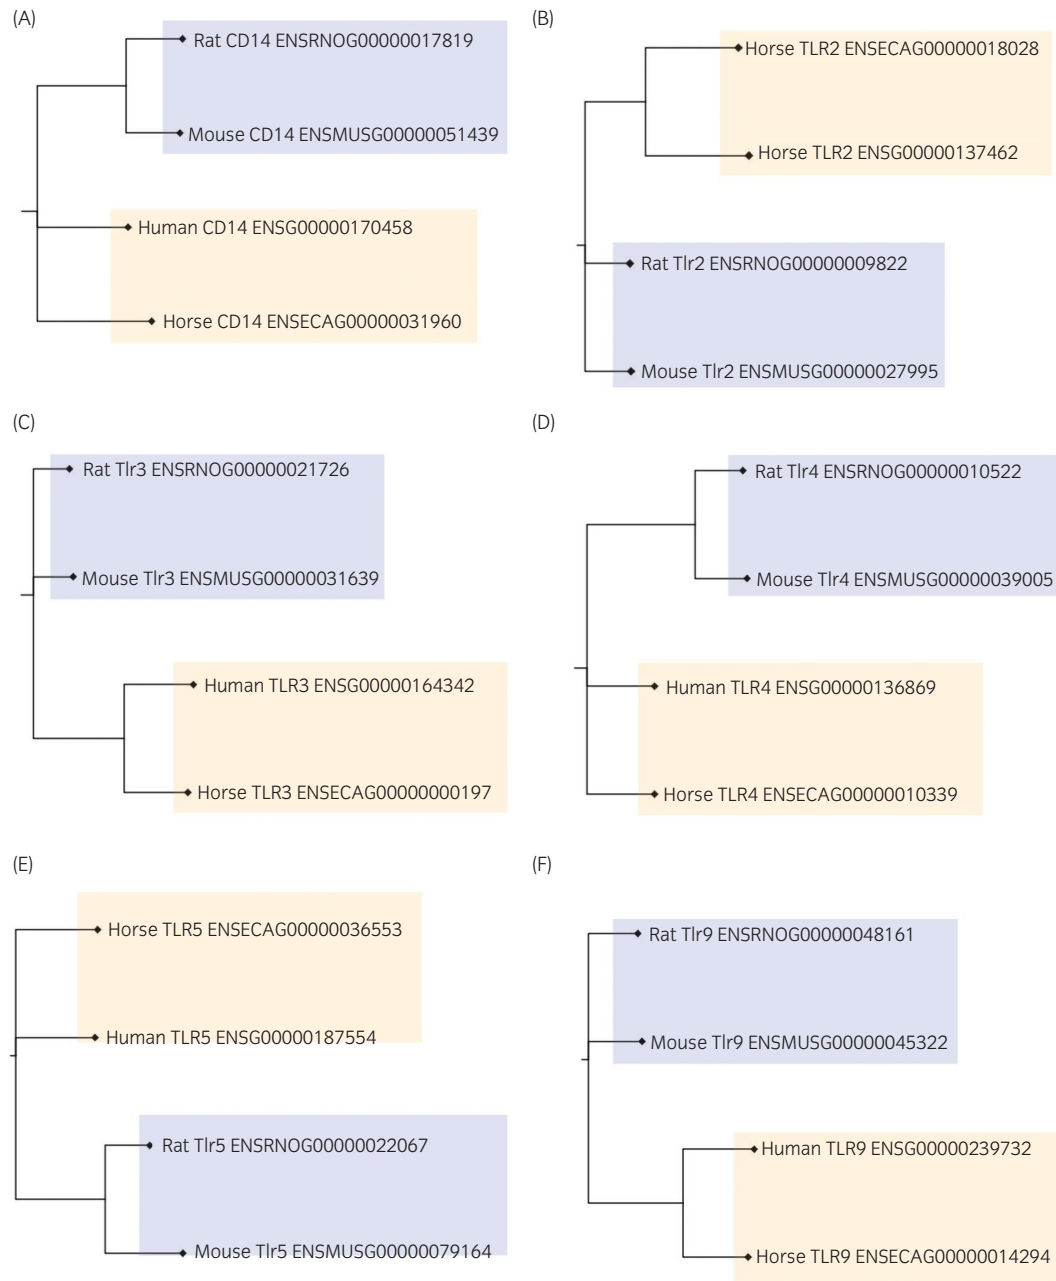 (A)
Rat CD14 ENSRNOG00000017819
Mouse CD14 ENSMUSG00000051439
Human CD14 ENSG00000170458
Horse CD14 ENSECAG00000031960
(B)
Horse TLR2 ENSECAG00000018028
Horse TLR2 ENSG00000137462
Rat Tlr2 ENSRNOG00000009822
Mouse Tlr2 ENSMUSG00000027995
(C)
Rat Tlr3 ENSRNOG00000021726
Mouse Tlr3 ENSMUSG00000031639
Human TLR3 ENSG00000164342
Horse TLR3 ENSECAG00000000197
(D)
Rat Tlr4 ENSRNOG00000010522
Mouse Tlr4 ENSMUSG00000039005
Human TLR4 ENSG00000136869
Horse TLR4 ENSECAG00000010339
(E)
Horse TLR5 ENSECAG00000036553
Human TLR5 ENSG00000187554
Rat Tlr5 ENSRNOG00000022067
Mouse Tlr5 ENSMUSG00000079164
(F)
Rat Tlr9 ENSRNOG00000048161
Mouse Tlr9 ENSMUSG00000045322
Human TLR9 ENSG00000239732
Horse TLR9 ENSECAG00000014294